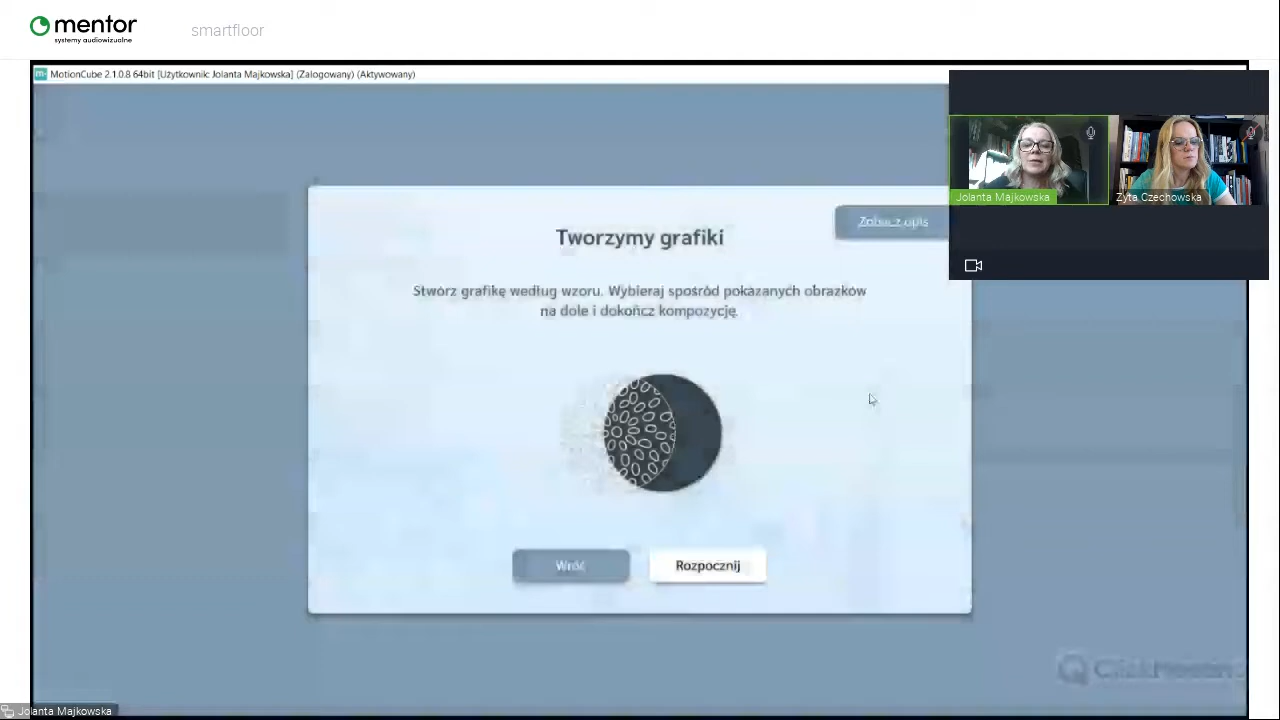 mentor
systemy audiowizualne
smartfloor
MotionCube 2.1.0.8 64bit [Użytkownik: Jolanta Majkowska] (Zalogowany) (Aktywowany)
Jolanta Majkowska
Zyta Czechowska
Zobacz opis
Tworzymy grafiki
Stwórz grafikę według wzoru. Wybieraj spośród pokazanych obrazków
na dole i dokończ kompozycję.
Wróć
Rozpocznij
ClickMeeting
Jolanta Majkowska